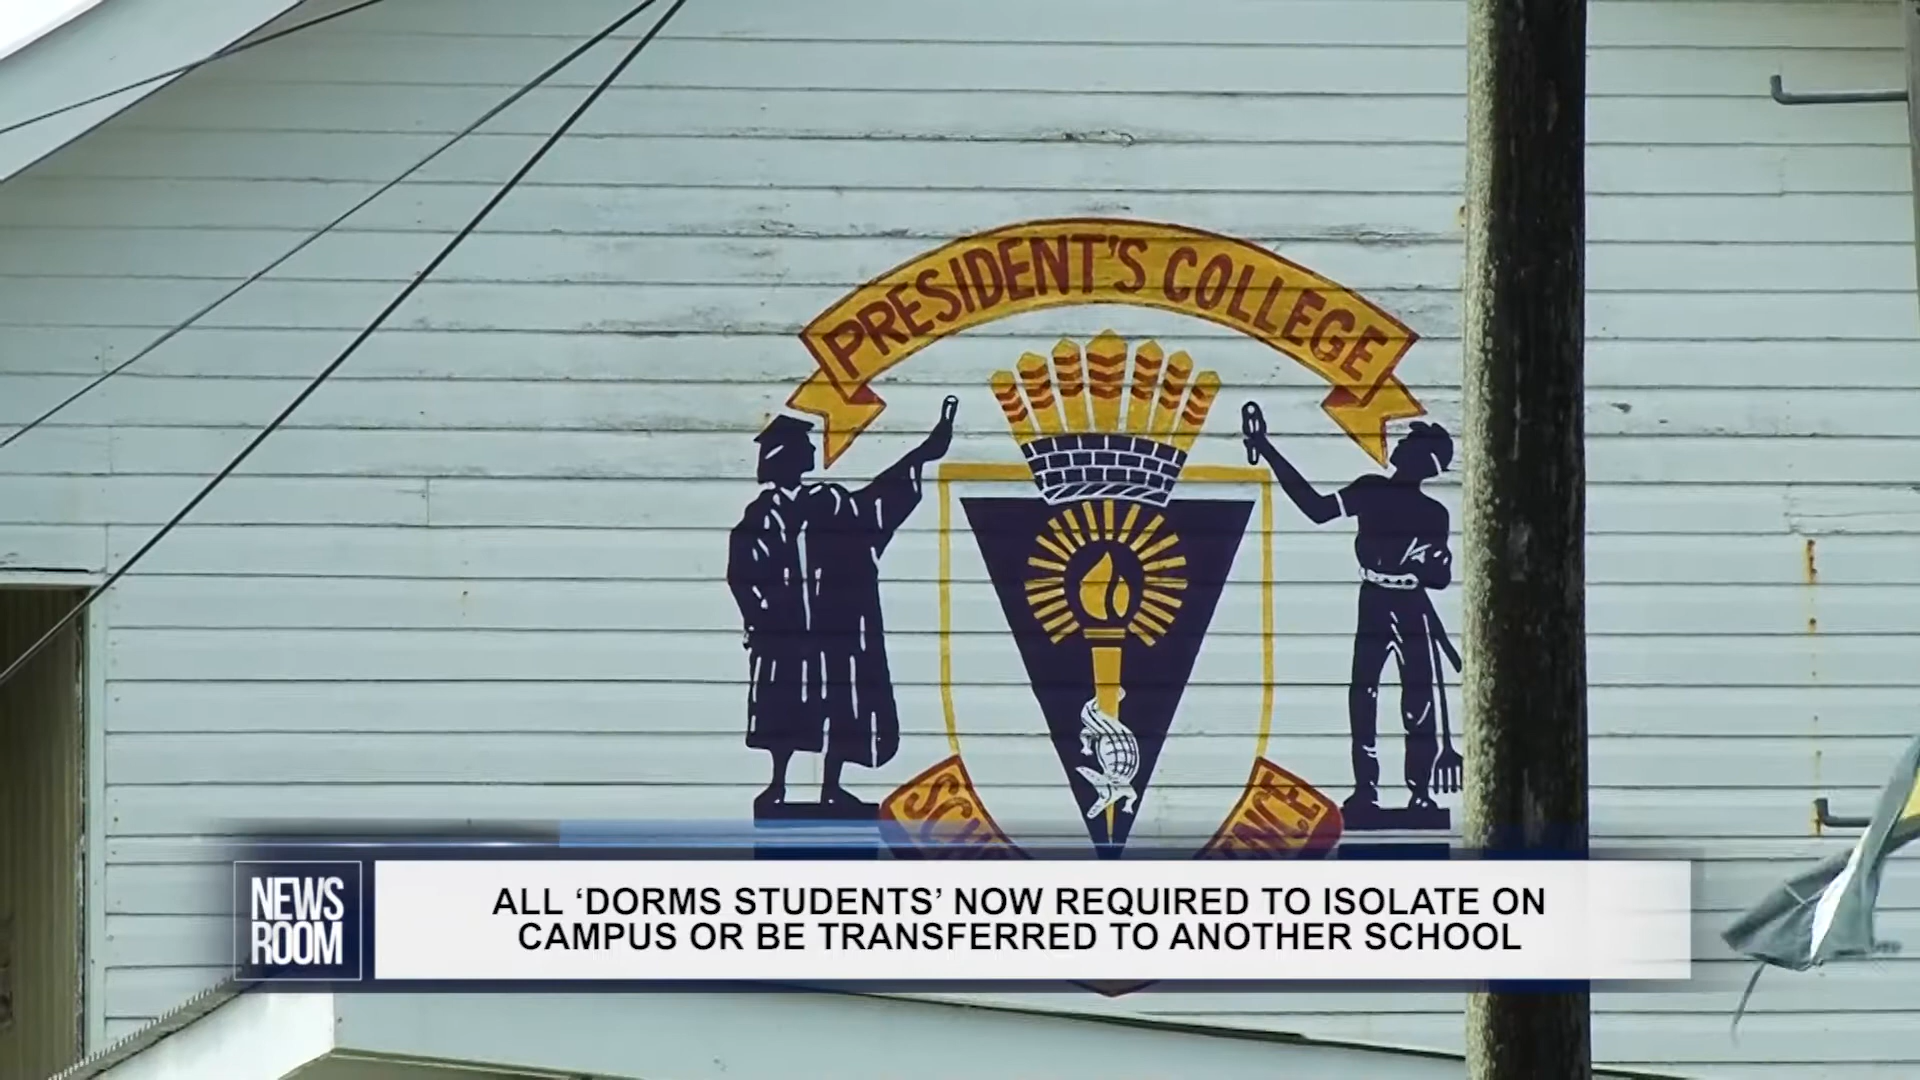 PRESIDENT'S COLLEGE
NEWS
ROOM
ALL ‘DORMS STUDENTS’ NOW REQUIRED TO ISOLATE ON
CAMPUS OR BE TRANSFERRED TO ANOTHER SCHOOL